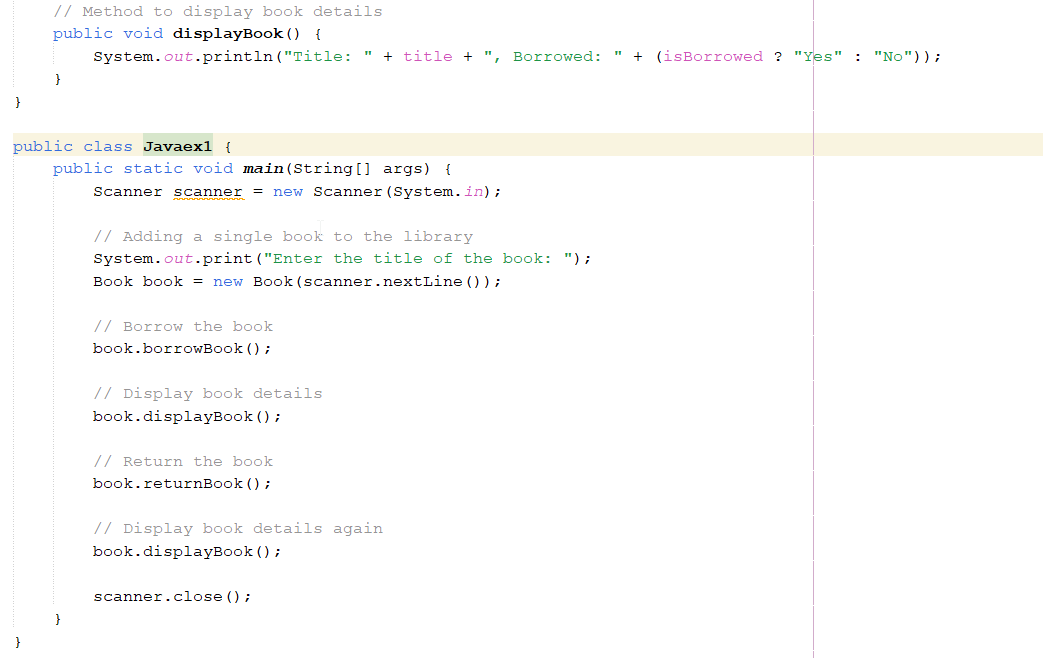 // Method to display book details
public void displayBook() {
System.out.println("Title: " + title + ", Borrowed: " + (isBorrowed ? "Yes" : "No"));
}
}
public class Javaex1 {
public static void main(String[] args) {
Scanner scanner = new Scanner(System.in);
// Adding a single book to the library
System.out.print("Enter the title of the book: ");
Book book = new Book(scanner.nextLine());
// Borrow the book
book.borrowBook();
// Display book details
book.displayBook();
// Return the book
book.returnBook();
// Display book details again
book.displayBook();
scanner.close();
}
}